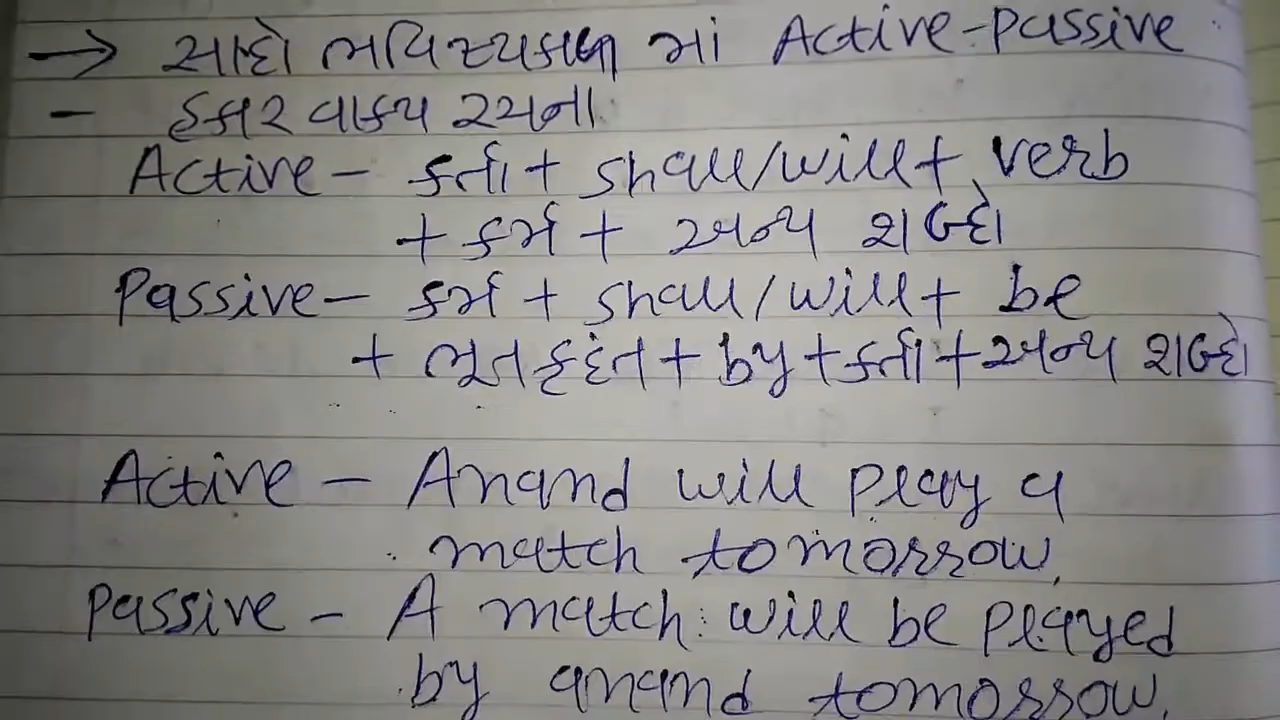 → સાદો ભવિષ્યકાળ માં Active-passive
- હકાર વાક્ય રચના
Active - કર્તા + shall/will + verb
+ કર્મ + અન્ય શબ્દો
Passive - કર્મ + shall/will + be
+ ભૂતકૃદંત + by + કર્તા + અન્ય શબ્દો
Active - Anand will play a
match tomorrow.
Passive - A match will be played
by anand tomorrow.